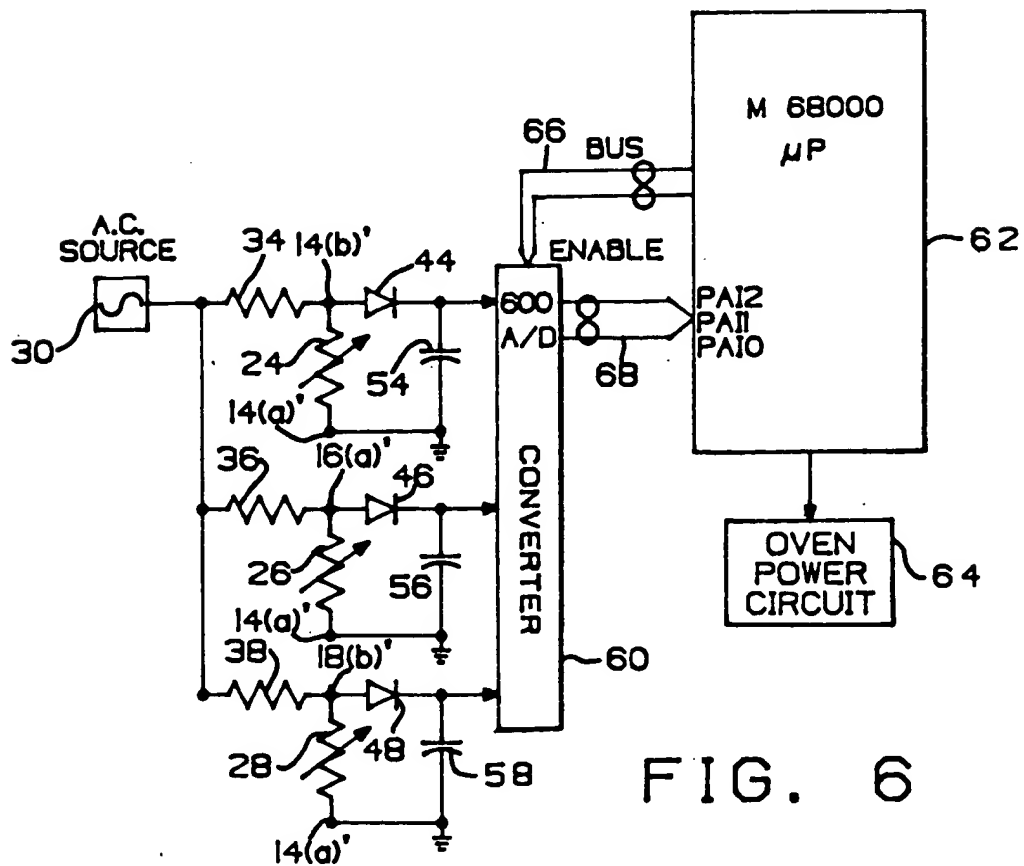 M 68000
μP
66
BUS
A.C.
SOURCE
34
14(b)'
44
ENABLE
62
30
24
54
600
A/D
68
PA12
PA11
PA10
14(a)'
16(a)'
36
46
CONVERTER
26
56
OVEN
POWER
CIRCUIT
64
14(a)'
18(b)'
38
60
28
48
58
14(a)'
FIG. 6